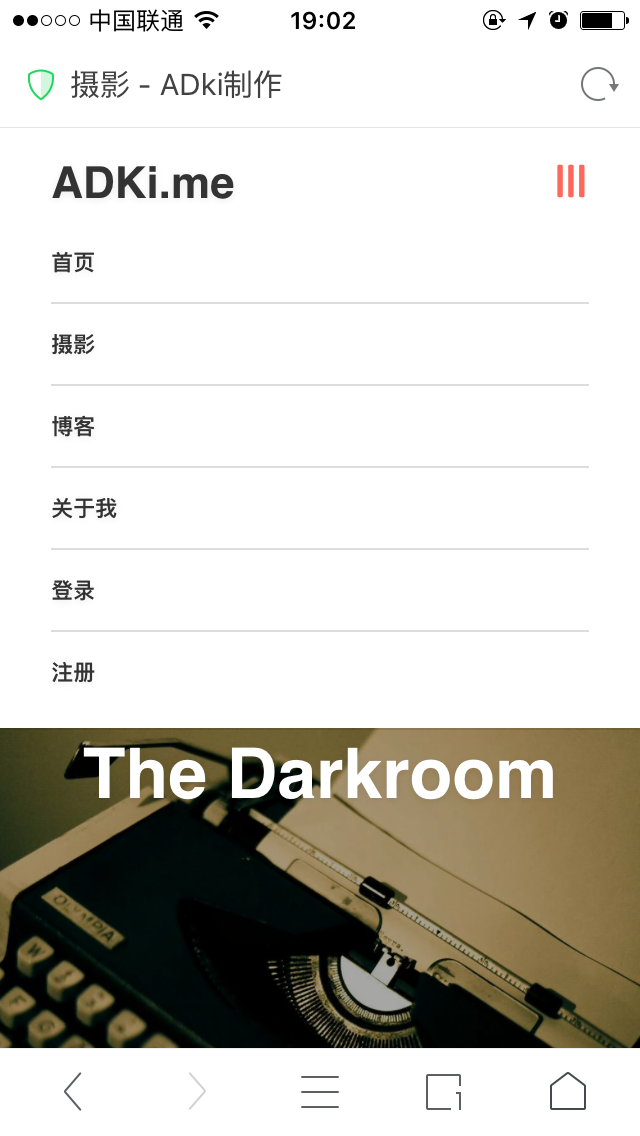 中国联通
19:02
摄影 - ADki制作
ADKi.me
首页
摄影
博客
关于我
登录
注册
The Darkroom
OLYMPIA
1